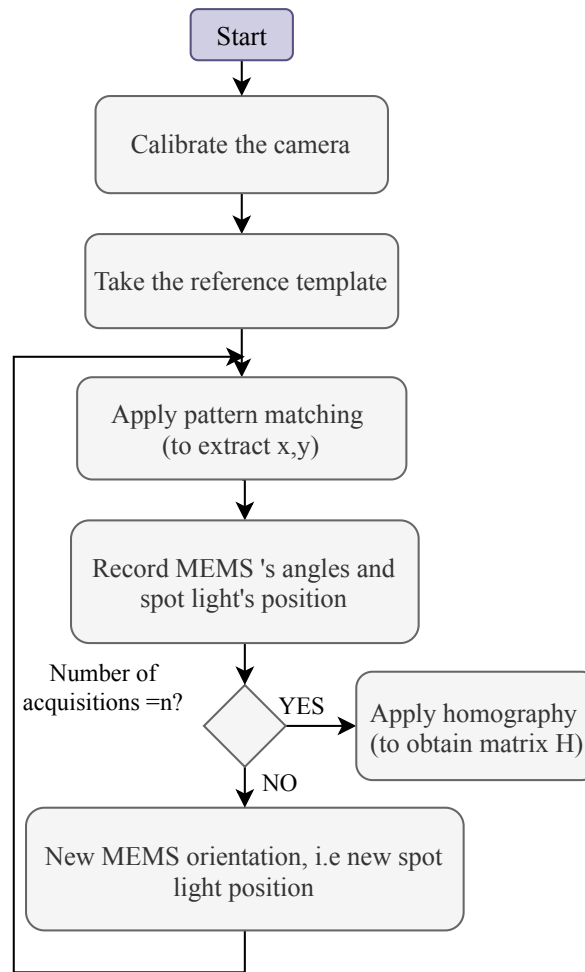 Start
Calibrate the camera
Take the reference template
Apply pattern matching
(to extract x,y)
Record MEMS 's angles and
spot light's position
Number of
acquisitions =n?
YES
Apply homography
(to obtain matrix H)
NO
New MEMS orientation, i.e new spot
light position